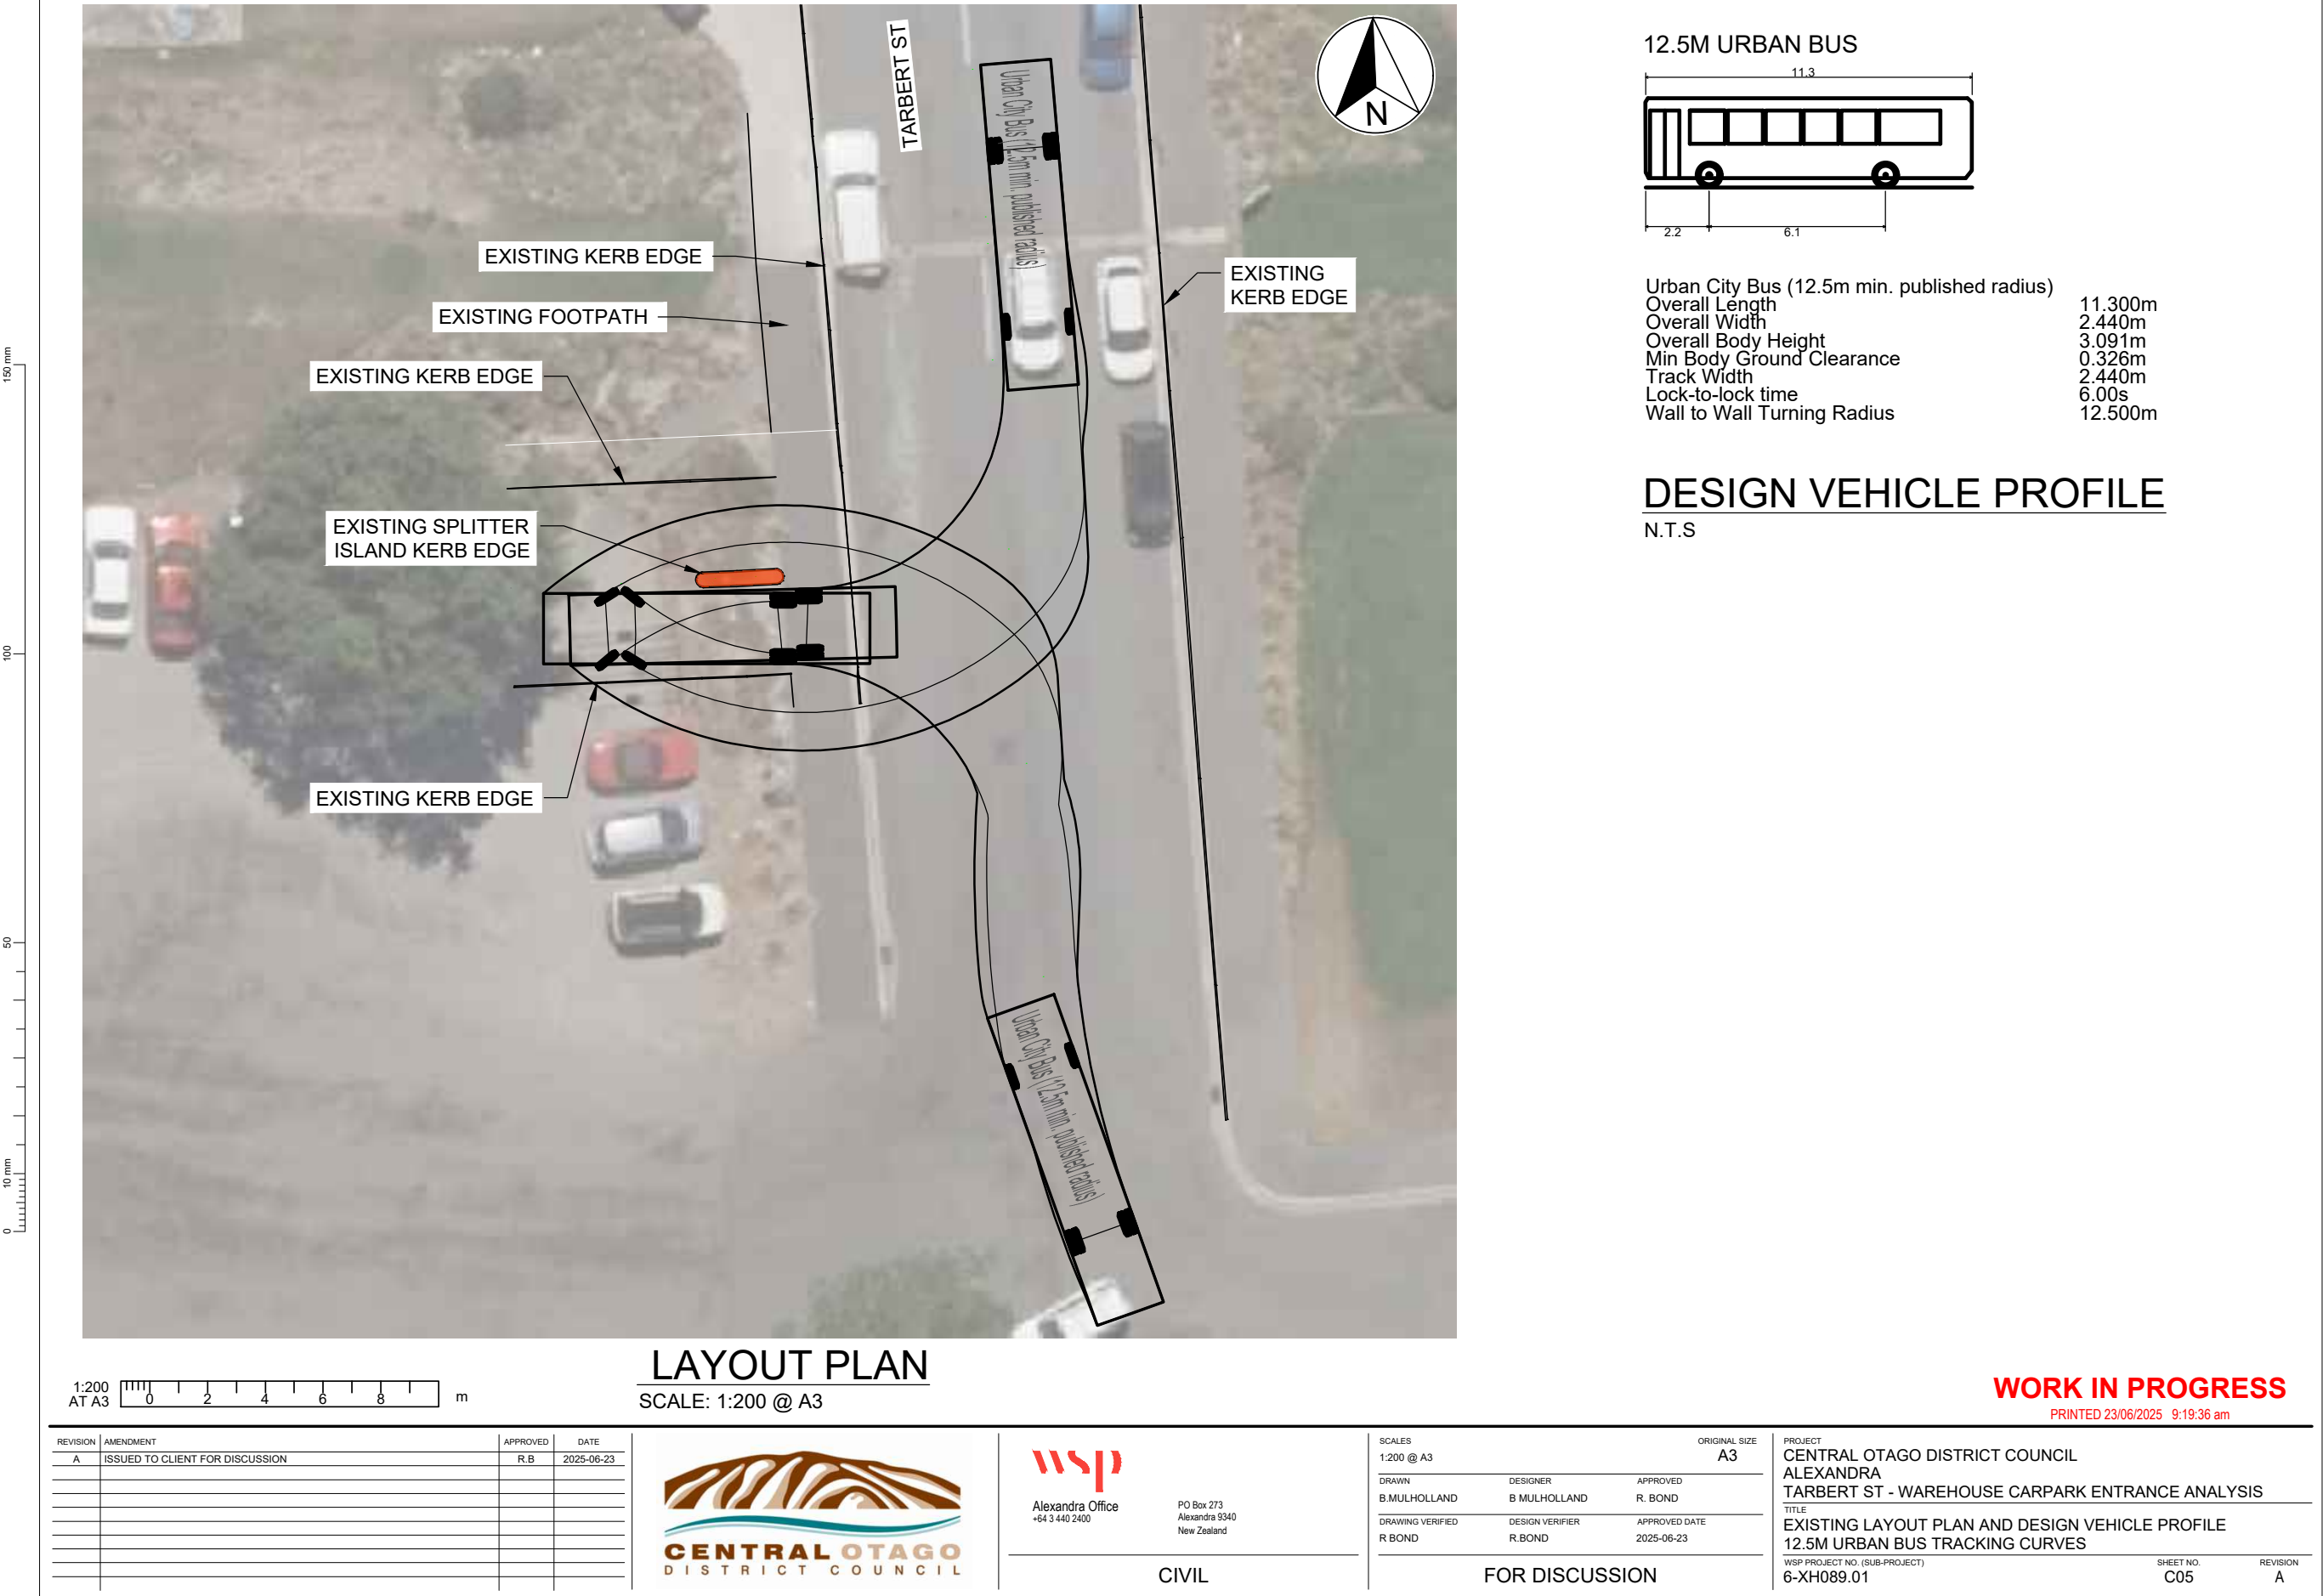 12.5M URBAN BUS
11.3
2.2
6.1
Urban City Bus (12.5m min. published radius)
Overall Length 11.300m
Overall Width 2.440m
Overall Body Height 3.091m
Min Body Ground Clearance 0.326m
Track Width 2.440m
Lock-to-lock time 6.00s
Wall to Wall Turning Radius 12.500m
DESIGN VEHICLE PROFILE
N.T.S
TARBERT ST
N
Urban City Bus (12.5m min. published radius)
EXISTING KERB EDGE
EXISTING
KERB EDGE
EXISTING FOOTPATH
EXISTING KERB EDGE
EXISTING SPLITTER
ISLAND KERB EDGE
EXISTING KERB EDGE
Urban City Bus (12.5m min. published radius)
150 mm
100
50
10 mm
0
LAYOUT PLAN
SCALE: 1:200 @ A3
1:200
AT A3
0 2 4 6 8 m
WORK IN PROGRESS
PRINTED 23/06/2025 9:19:36 am
REVISION AMENDMENT APPROVED DATE
A ISSUED TO CLIENT FOR DISCUSSION R.B 2025-06-23
CENTRAL OTAGO
DISTRICT COUNCIL
wsp
Alexandra Office
+64 3 440 2400
PO Box 273
Alexandra 9340
New Zealand
CIVIL
SCALES
1:200 @ A3
ORIGINAL SIZE
A3
DRAWN DESIGNER APPROVED
B.MULHOLLAND B MULHOLLAND R. BOND
DRAWING VERIFIED DESIGN VERIFIER APPROVED DATE
R BOND R.BOND 2025-06-23
FOR DISCUSSION
PROJECT
CENTRAL OTAGO DISTRICT COUNCIL
ALEXANDRA
TARBERT ST - WAREHOUSE CARPARK ENTRANCE ANALYSIS
TITLE
EXISTING LAYOUT PLAN AND DESIGN VEHICLE PROFILE
12.5M URBAN BUS TRACKING CURVES
WSP PROJECT NO. (SUB-PROJECT) SHEET NO. REVISION
6-XH089.01 C05 A